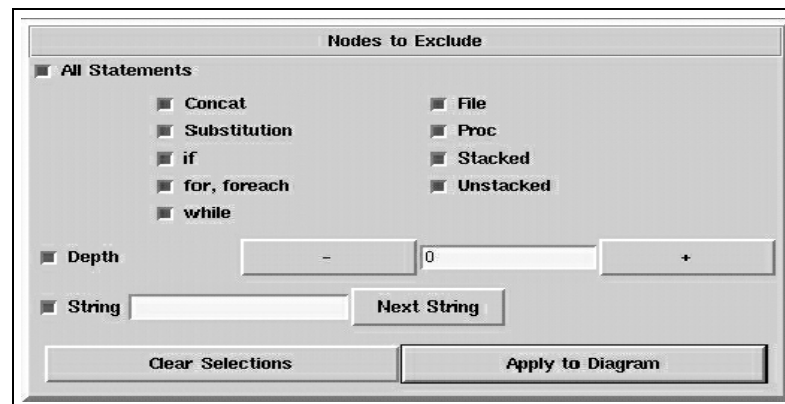 Nodes to Exclude
All Statements
Concat File
Substitution Proc
if Stacked
for, foreach Unstacked
while
Depth - 0 +
String Next String
Clear Selections Apply to Diagram